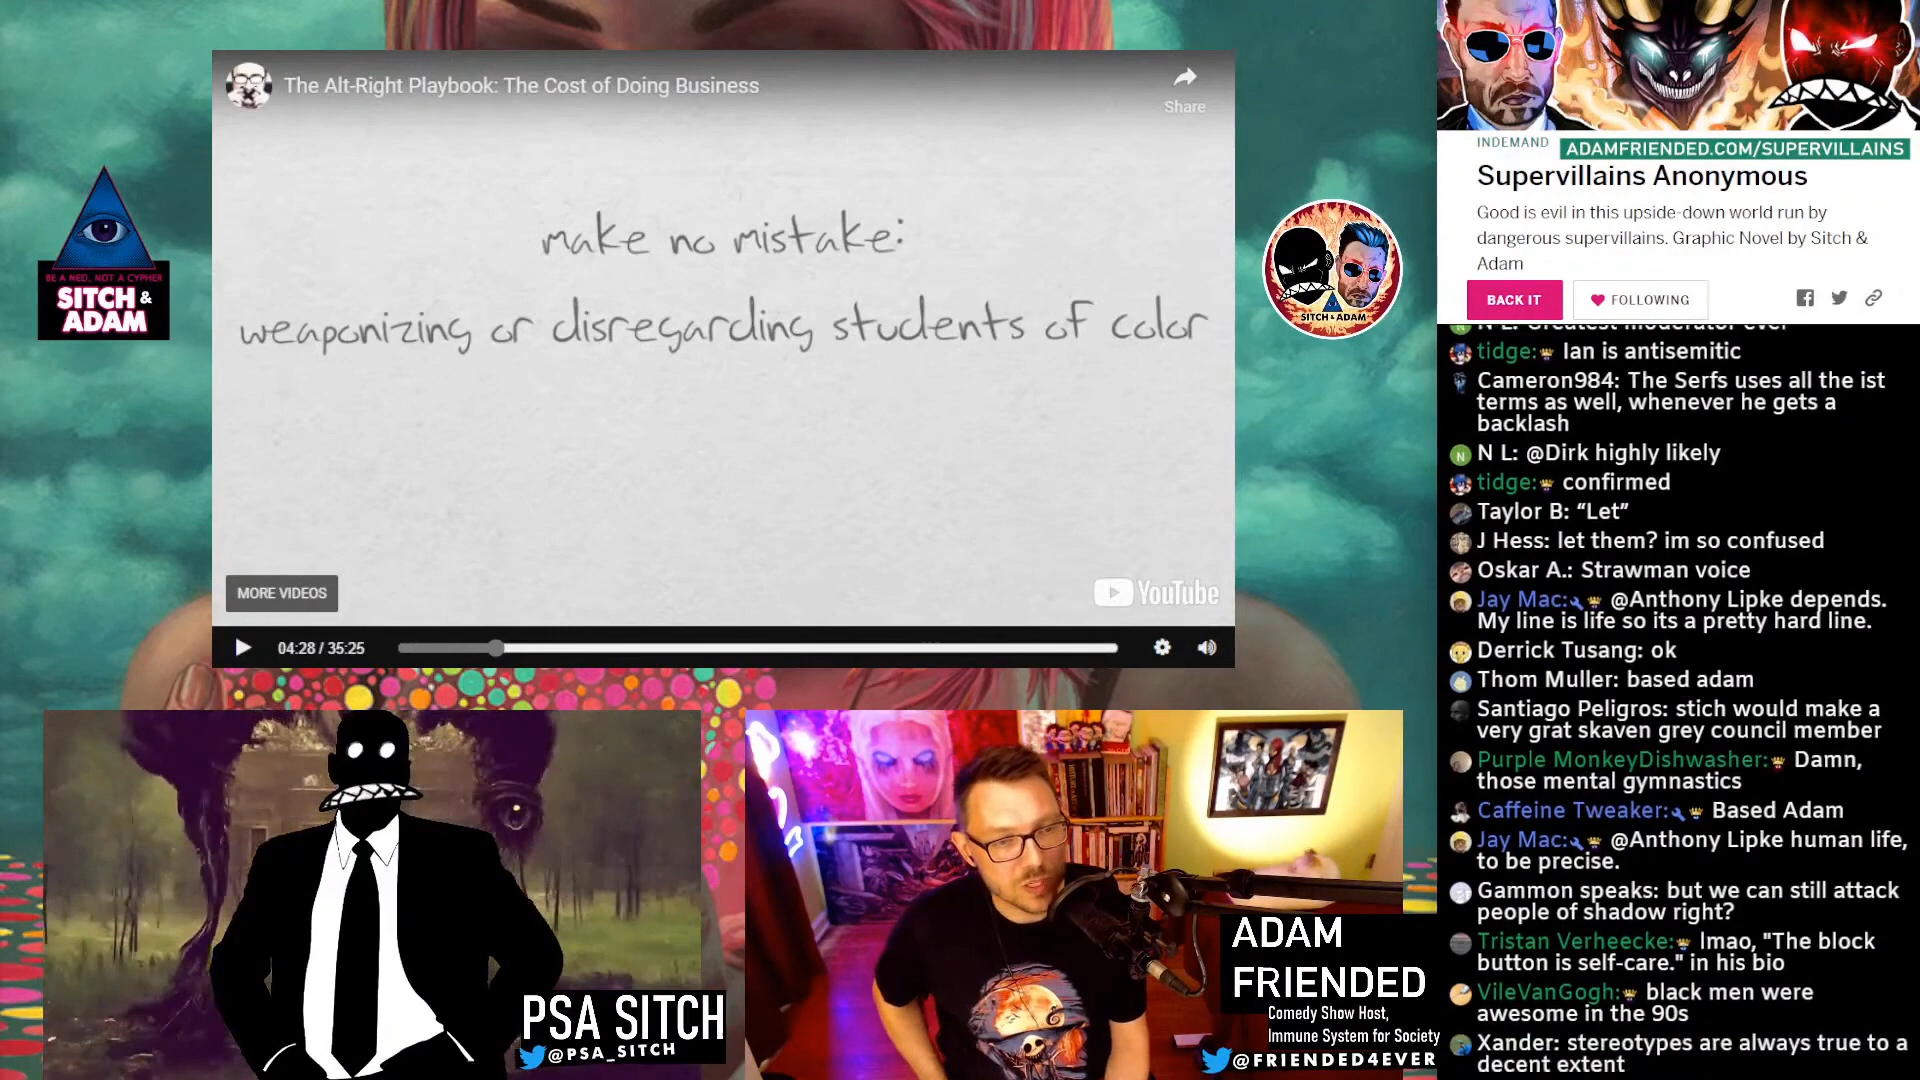 The Alt-Right Playbook: The Cost of Doing Business
Share
make no mistake:
weaponizing or disregarding students of color
MORE VIDEOS
YouTube
04:28 / 35:25
BE A NEO, NOT A CYPHER
SITCH &
ADAM
SITCH & ADAM
PSA SITCH
@PSA_SITCH
ADAM
FRIENDED
Comedy Show Host,
Immune System for Society
@FRIENDED4EVER
INDEMAND
ADAMFRIENDED.COM/SUPERVILLAINS
Supervillains Anonymous
Good is evil in this upside-down world run by
dangerous supervillains. Graphic Novel by Sitch &
Adam
BACK IT
FOLLOWING
N L: Greatest moderator ever
tidge: Ian is antisemitic
Cameron984: The Serfs uses all the ist
terms as well, whenever he gets a
backlash
N L: @Dirk highly likely
tidge: confirmed
Taylor B: “Let”
J Hess: let them? im so confused
Oskar A.: Strawman voice
Jay Mac: @Anthony Lipke depends.
My line is life so its a pretty hard line.
Derrick Tusang: ok
Thom Muller: based adam
Santiago Peligros: stich would make a
very grat skaven grey council member
Purple MonkeyDishwasher: Damn,
those mental gymnastics
Caffeine Tweaker: Based Adam
Jay Mac: @Anthony Lipke human life,
to be precise.
Gammon speaks: but we can still attack
people of shadow right?
Tristan Verheecke: lmao, "The block
button is self-care." in his bio
VileVanGogh: black men were
awesome in the 90s
Xander: stereotypes are always true to a
decent extent